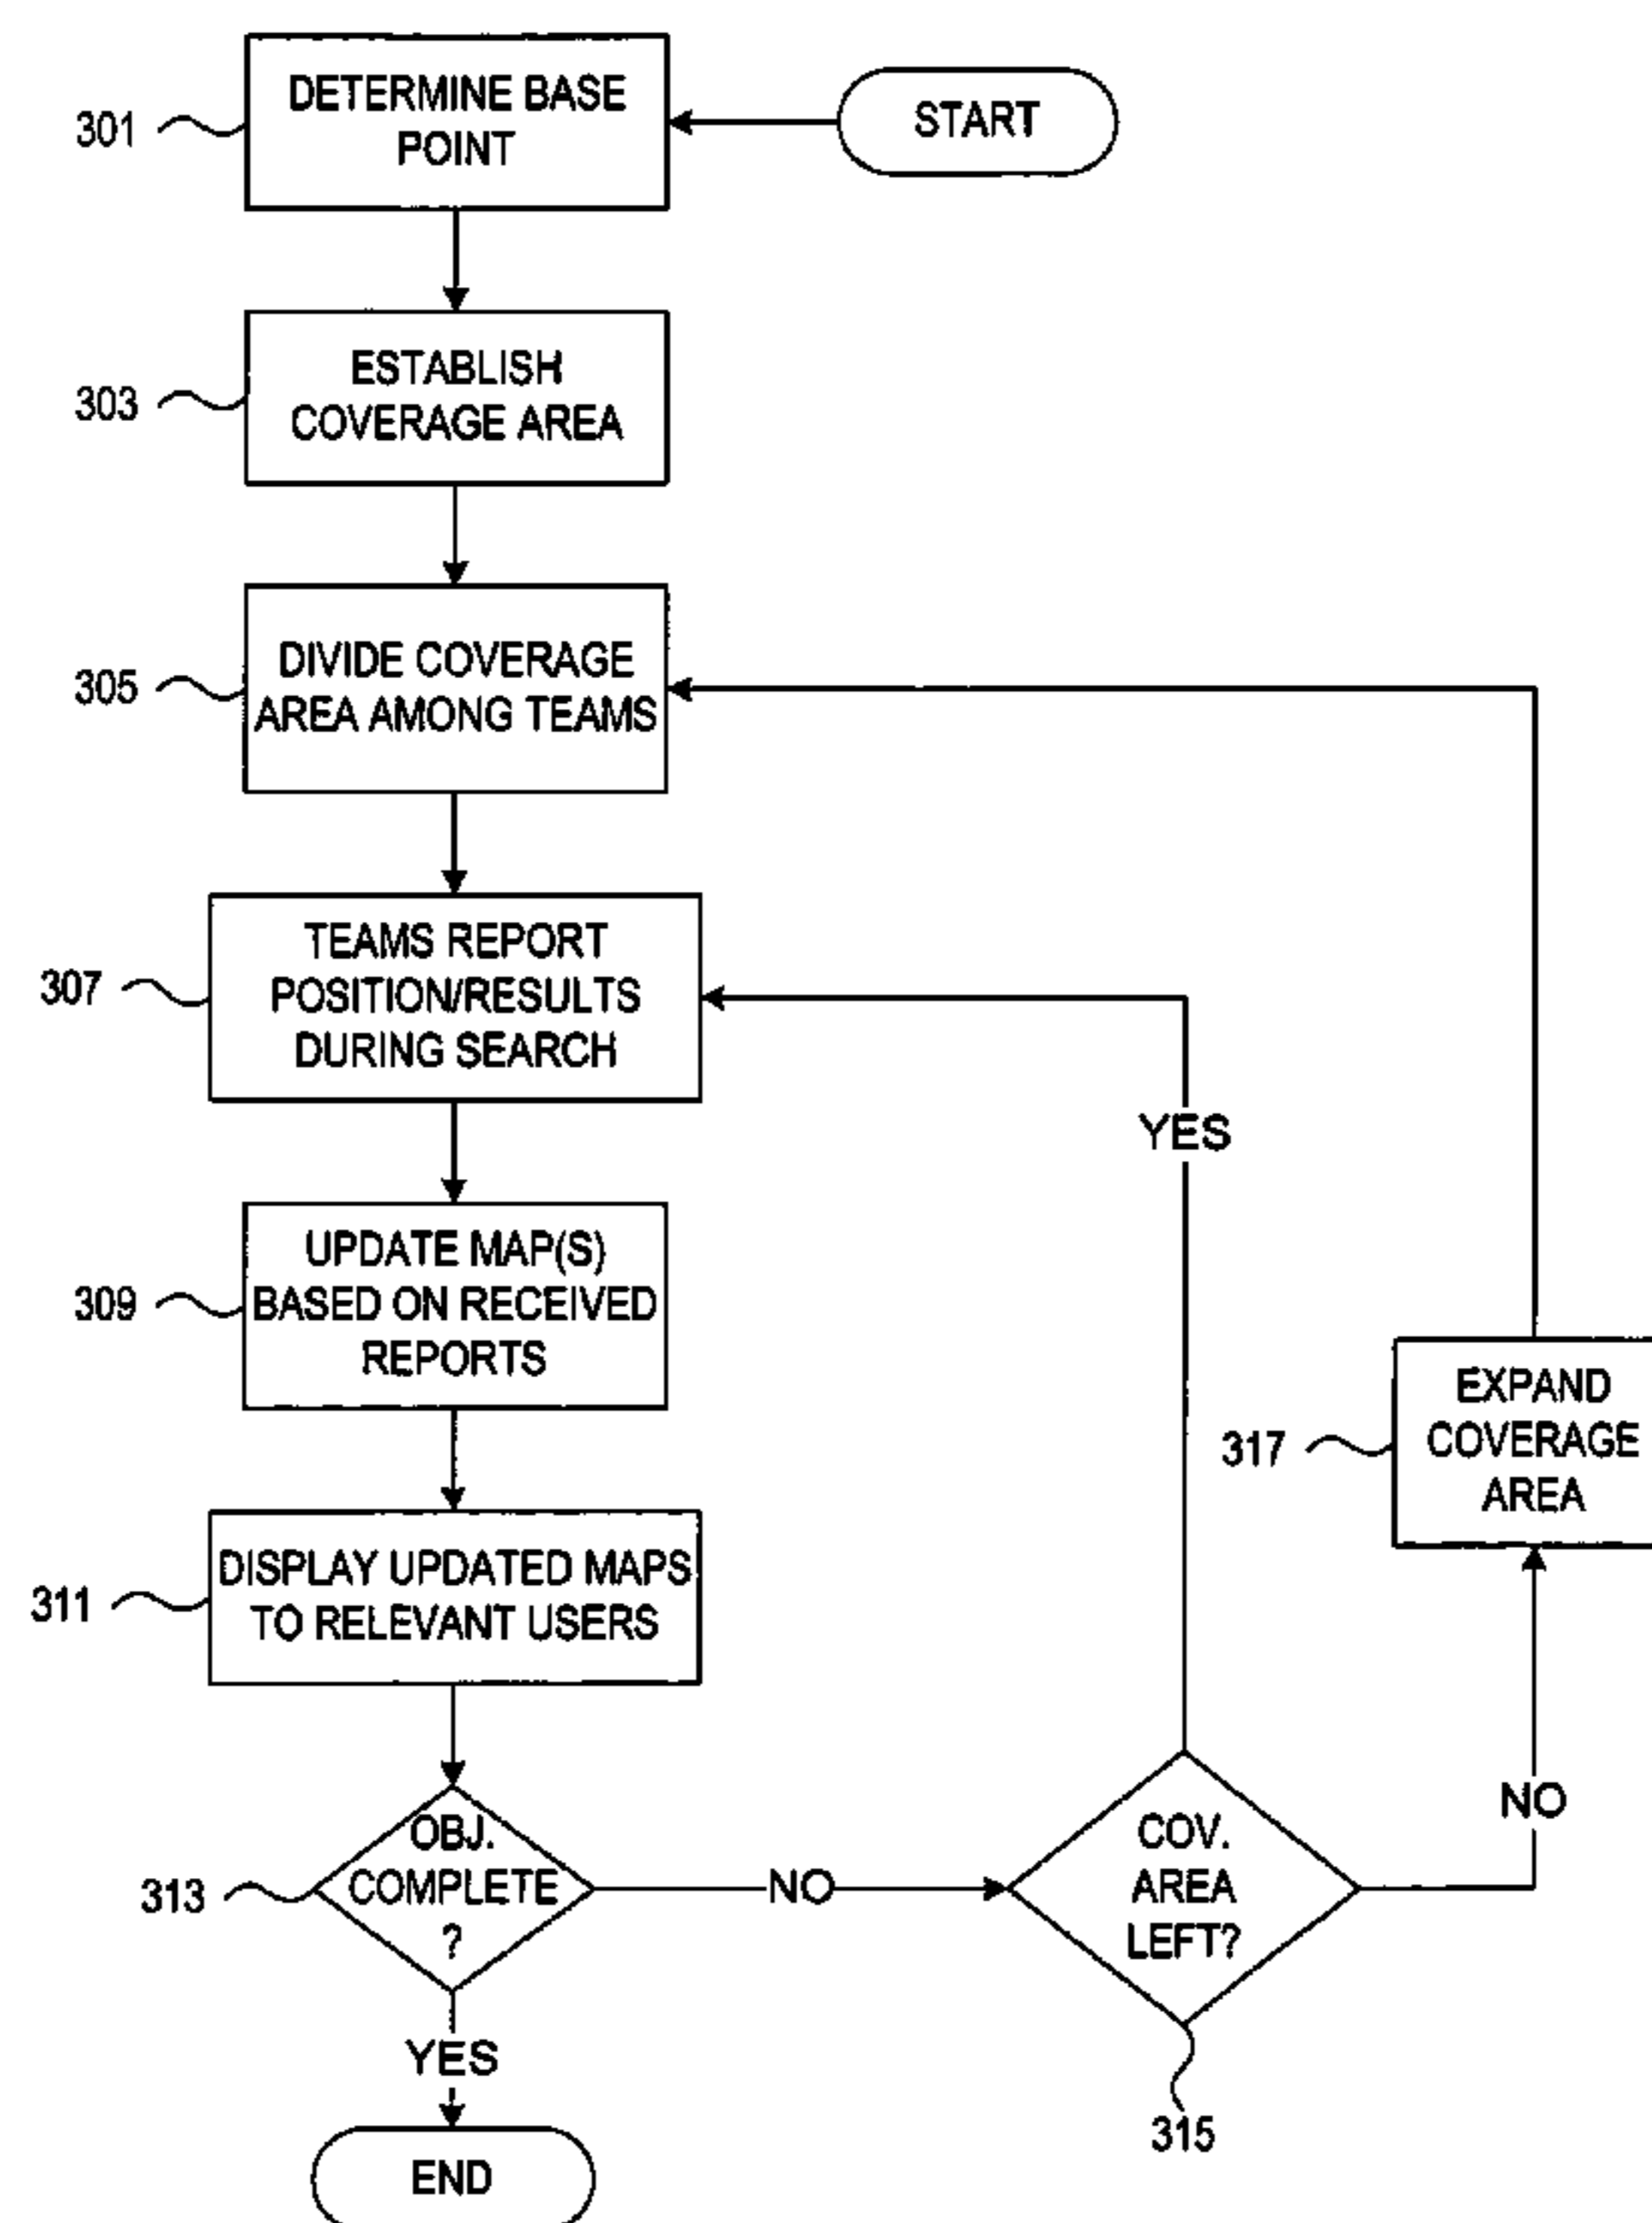 DETERMINE BASE
POINT
START
301
ESTABLISH
COVERAGE AREA
303
DIVIDE COVERAGE
AREA AMONG TEAMS
305
TEAMS REPORT
POSITION/RESULTS
DURING SEARCH
307
YES
UPDATE MAP(S)
BASED ON RECEIVED
REPORTS
309
EXPAND
COVERAGE
AREA
317
DISPLAY UPDATED MAPS
TO RELEVANT USERS
311
OBJ.
COMPLETE
?
313
NO
COV.
AREA
LEFT?
315
NO
YES
END